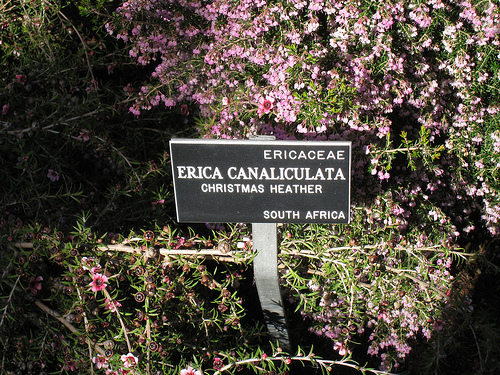 ERICACEAE
ERICA CANALICULATA
CHRISTMAS HEATHER
SOUTH AFRICA